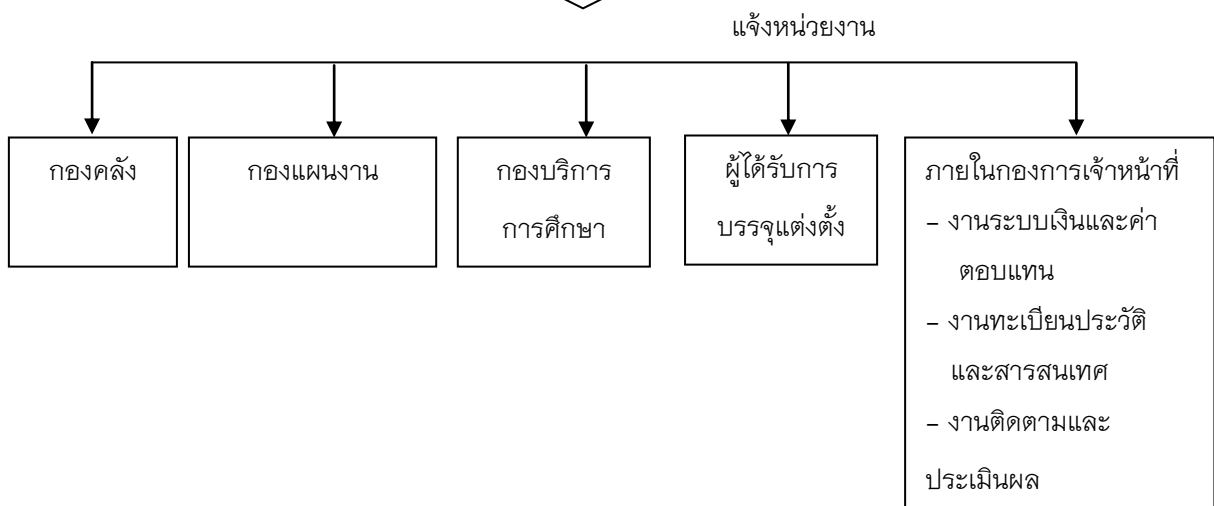 แจ้งหน่วยงาน
กองคลัง
กองแผนงาน
กองบริการ
การศึกษา
ผู้ได้รับการ
บรรจุแต่งตั้ง
ภายในกองการเจ้าหน้าที่
– งานระบบเงินและค่า
ตอบแทน
– งานทะเบียนประวัติ
และสารสนเทศ
– งานติดตามและ
ประเมินผล